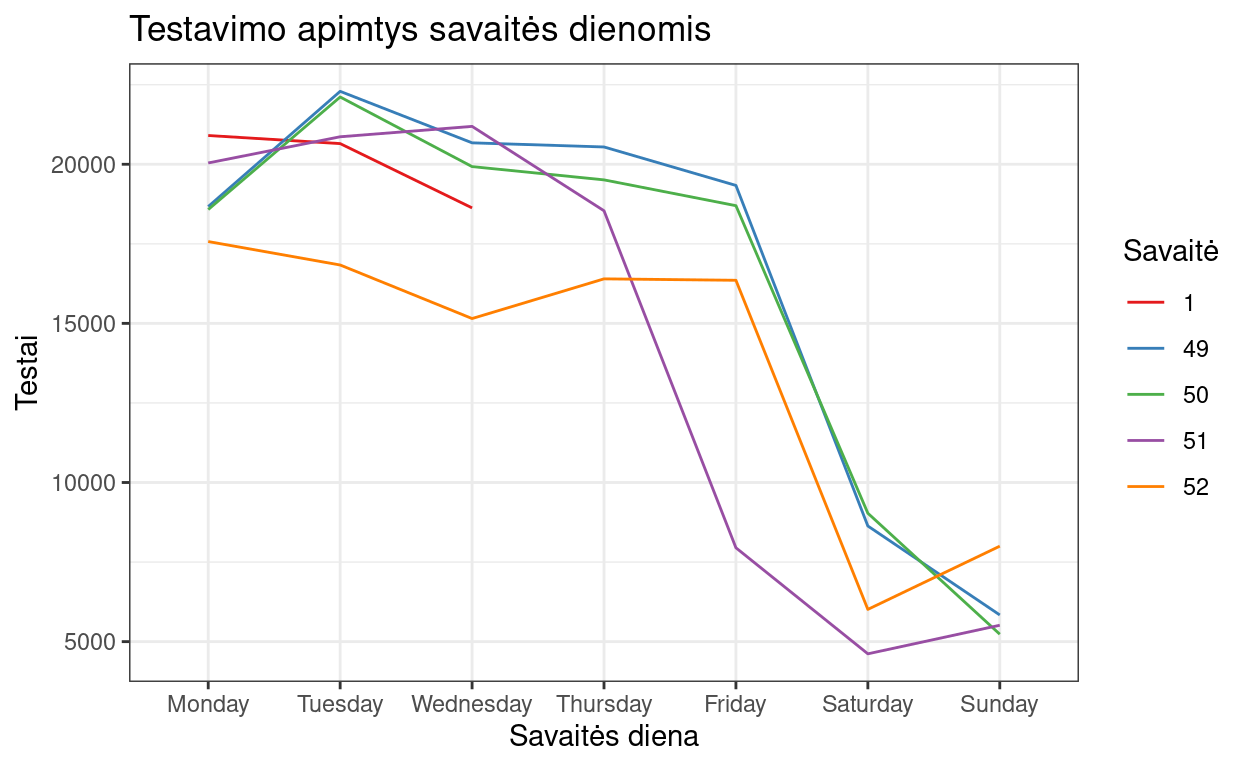 Testavimo apimtys savaitės dienomis
Testai
20000
15000
10000
5000
Monday Tuesday Wednesday Thursday Friday Saturday Sunday
Savaitės diena
Savaitė
1
49
50
51
52